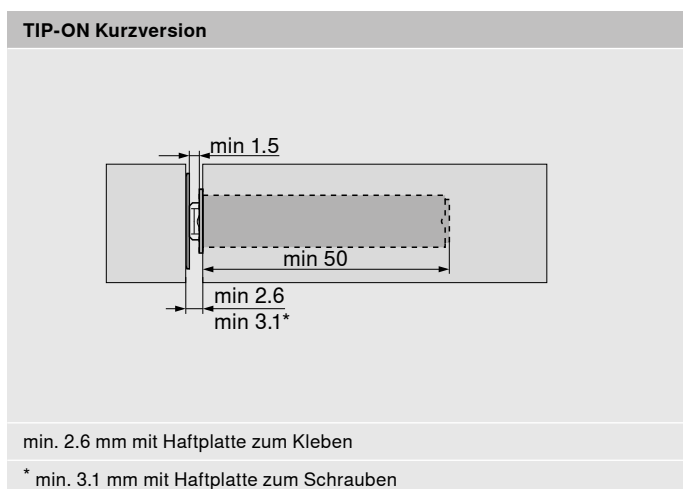 TIP-ON Kurzversion
min 1.5
min 50
min 2.6
min 3.1*
min. 2.6 mm mit Haftplatte zum Kleben
* min. 3.1 mm mit Haftplatte zum Schrauben